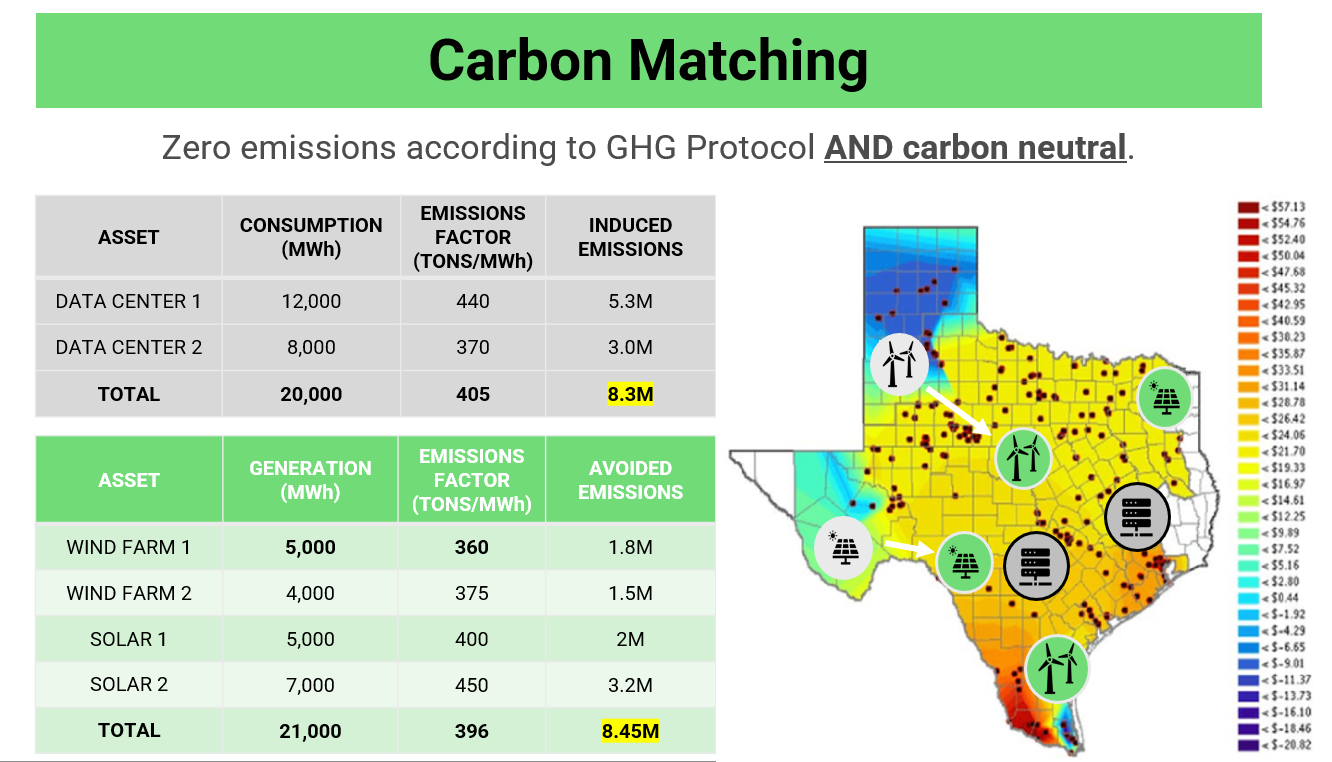 Carbon Matching
Zero emissions according to GHG Protocol AND carbon neutral.
ASSET CONSUMPTION (MWh) EMISSIONS FACTOR (TONS/MWh) INDUCED EMISSIONS
DATA CENTER 1 12,000 440 5.3M
DATA CENTER 2 8,000 370 3.0M
TOTAL 20,000 405 8.3M
ASSET GENERATION (MWh) EMISSIONS FACTOR (TONS/MWh) AVOIDED EMISSIONS
WIND FARM 1 5,000 360 1.8M
WIND FARM 2 4,000 375 1.5M
SOLAR 1 5,000 400 2M
SOLAR 2 7,000 450 3.2M
TOTAL 21,000 396 8.45M
< $57.13
< $54.76
< $52.40
< $50.04
< $47.68
< $45.32
< $42.95
< $40.59
< $38.23
< $35.87
< $33.51
< $31.14
< $28.78
< $26.42
< $24.06
< $21.70
< $19.33
< $16.97
< $14.61
< $12.25
< $9.89
< $7.52
< $5.16
< $2.80
< $0.44
< $-1.92
< $-4.29
< $-6.65
< $-9.01
< $-11.37
< $-13.73
< $-16.10
< $-18.46
< $-20.82